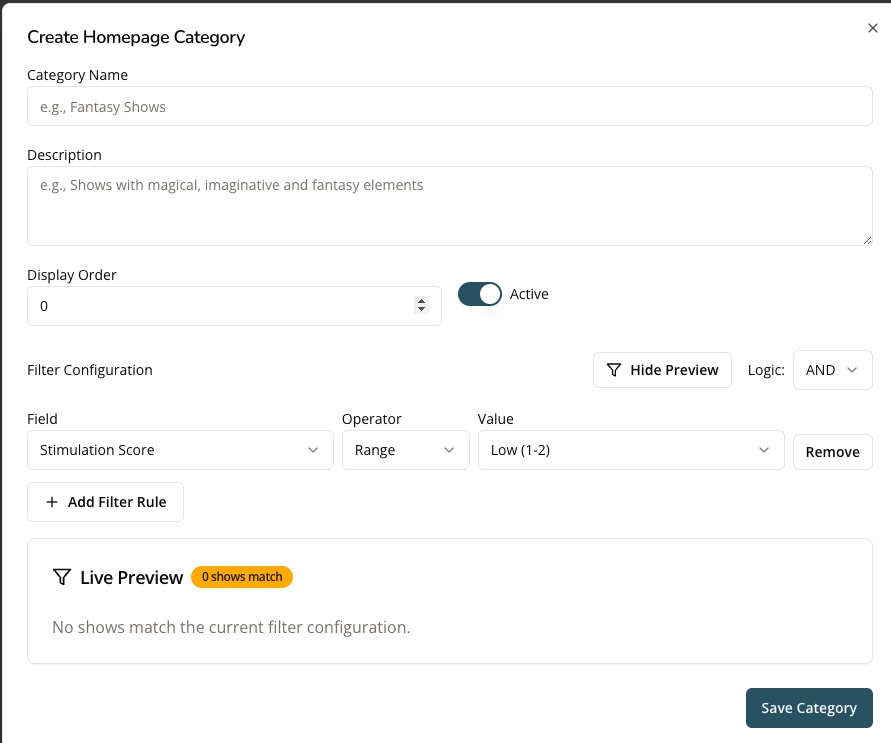 Create Homepage Category
Category Name
e.g., Fantasy Shows
Description
e.g., Shows with magical, imaginative and fantasy elements
Display Order
0
Active
Filter Configuration
Hide Preview
Logic:
AND
Field
Operator
Value
Stimulation Score
Range
Low (1-2)
Remove
Add Filter Rule
Live Preview
0 shows match
No shows match the current filter configuration.
Save Category